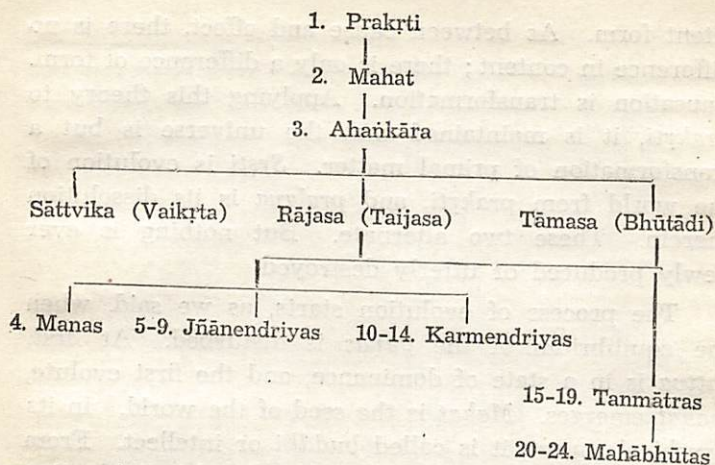 1. Prakṛti
2. Mahat
3. Ahaṅkāra
Sāttvika (Vaikṛta) Rājasa (Taijasa) Tāmasa (Bhūtādi)
4. Manas 5-9. Jñānendriyas 10-14. Karmendriyas
15-19. Tanmātras
20-24. Mahābhūtas